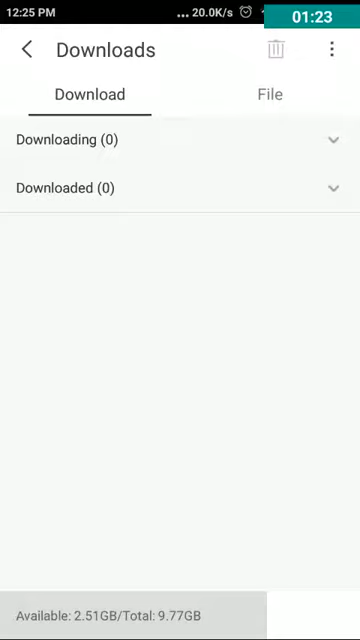 12:25 PM ... 20.0K/s 01:23
Downloads
Download File
Downloading (0)
Downloaded (0)
Available: 2.51GB/Total: 9.77GB